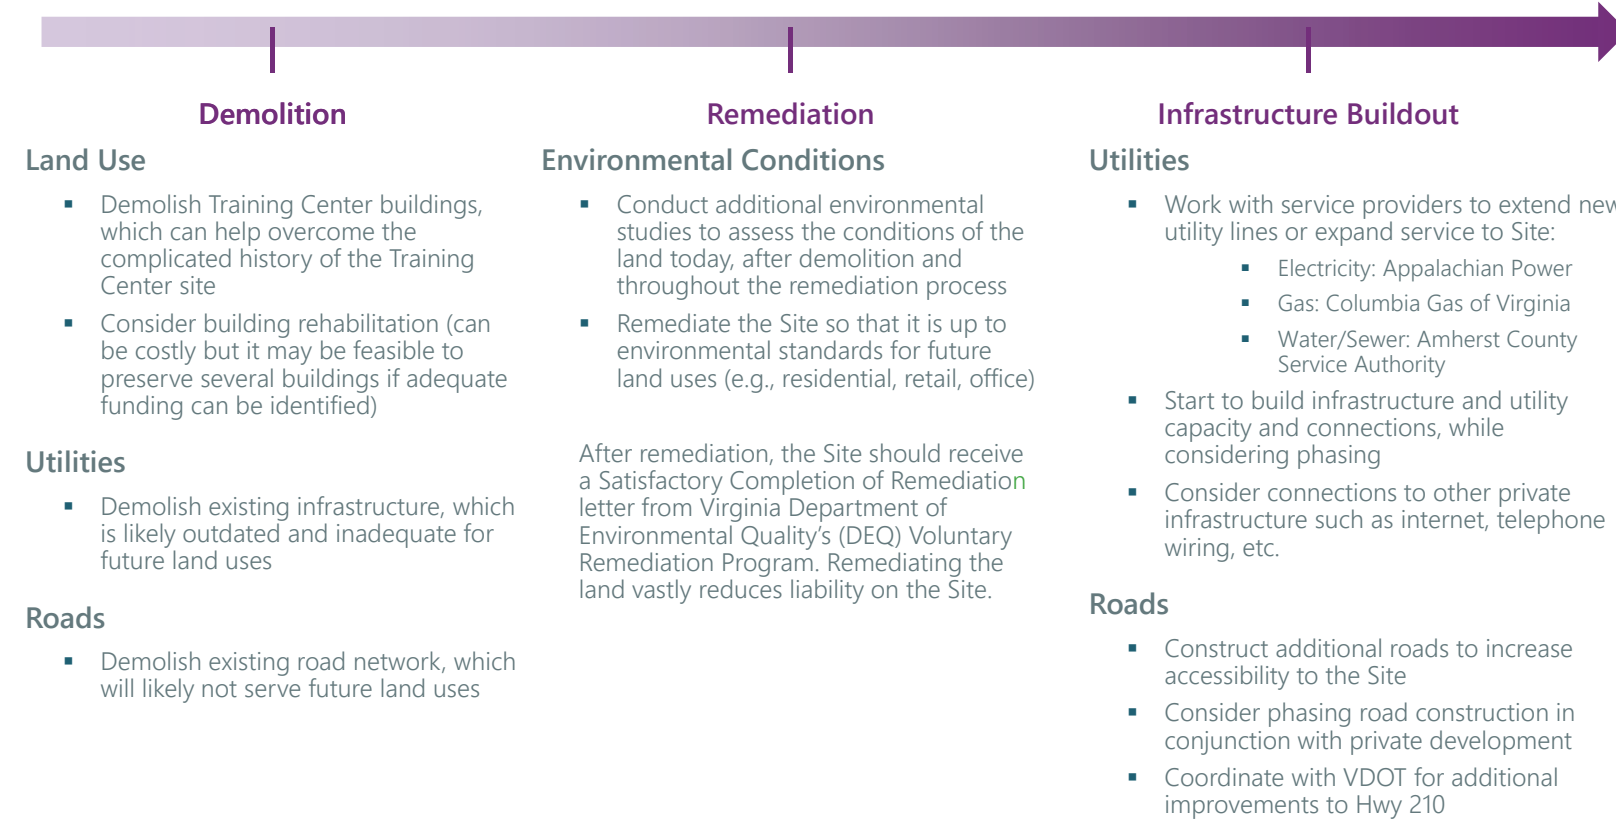 Demolition
Land Use
▪ Demolish Training Center buildings,
which can help overcome the
complicated history of the Training
Center site
▪ Consider building rehabilitation (can
be costly but it may be feasible to
preserve several buildings if adequate
funding can be identified)
Utilities
▪ Demolish existing infrastructure, which
is likely outdated and inadequate for
future land uses
Roads
▪ Demolish existing road network, which
will likely not serve future land uses
Remediation
Environmental Conditions
▪ Conduct additional environmental
studies to assess the conditions of the
land today, after demolition and
throughout the remediation process
▪ Remediate the Site so that it is up to
environmental standards for future
land uses (e.g., residential, retail, office)
After remediation, the Site should receive
a Satisfactory Completion of Remediation
letter from Virginia Department of
Environmental Quality's (DEQ) Voluntary
Remediation Program. Remediating the
land vastly reduces liability on the Site.
Infrastructure Buildout
Utilities
▪ Work with service providers to extend new
utility lines or expand service to Site:
▪ Electricity: Appalachian Power
▪ Gas: Columbia Gas of Virginia
▪ Water/Sewer: Amherst County
Service Authority
▪ Start to build infrastructure and utility
capacity and connections, while
considering phasing
▪ Consider connections to other private
infrastructure such as internet, telephone
wiring, etc.
Roads
▪ Construct additional roads to increase
accessibility to the Site
▪ Consider phasing road construction in
conjunction with private development
▪ Coordinate with VDOT for additional
improvements to Hwy 210